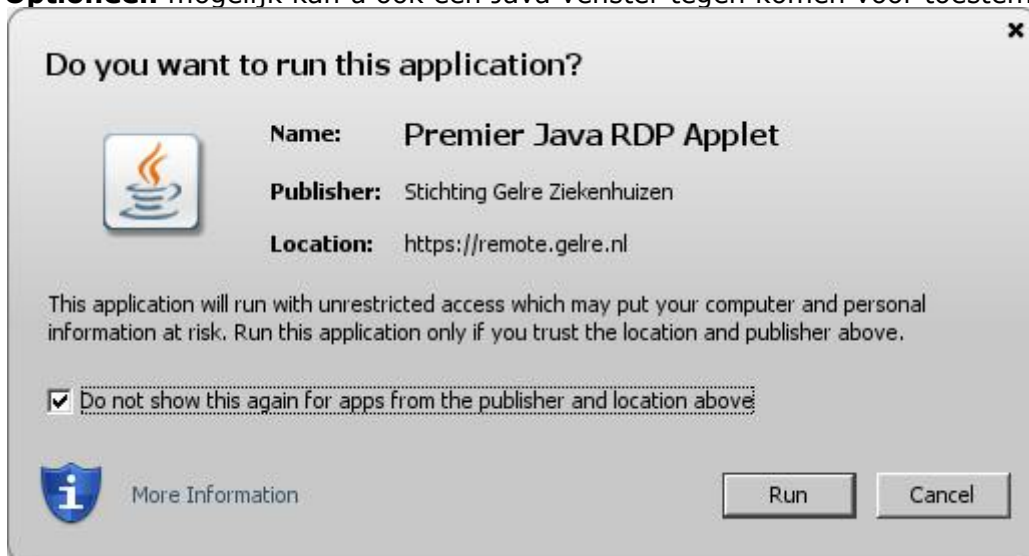 Optioneel: mogelijk kan u ook een Java venster tegen komen voor toestem
Do you want to run this application?
Name: Premier Java RDP Applet
Publisher: Stichting Gelre Ziekenhuizen
Location: https://remote.gelre.nl
This application will run with unrestricted access which may put your computer and personal
information at risk. Run this application only if you trust the location and publisher above.
Do not show this again for apps from the publisher and location above
More Information
Run
Cancel